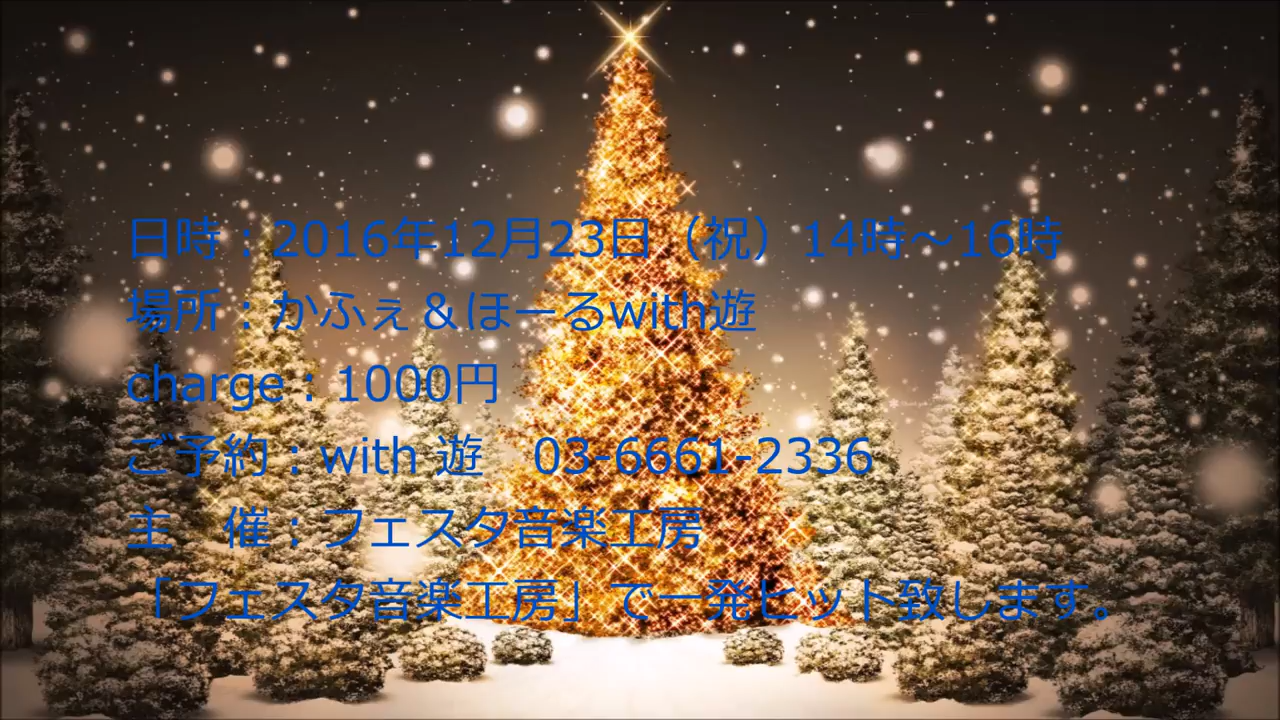 日時：2016年12月23日（祝）14時～16時
場所：かふぇ＆ほーるwith遊
charge：1000円
ご予約：with 遊　03-6661-2336
主　催：フェスタ音楽工房
「フェスタ音楽工房」で一発ヒット致します。